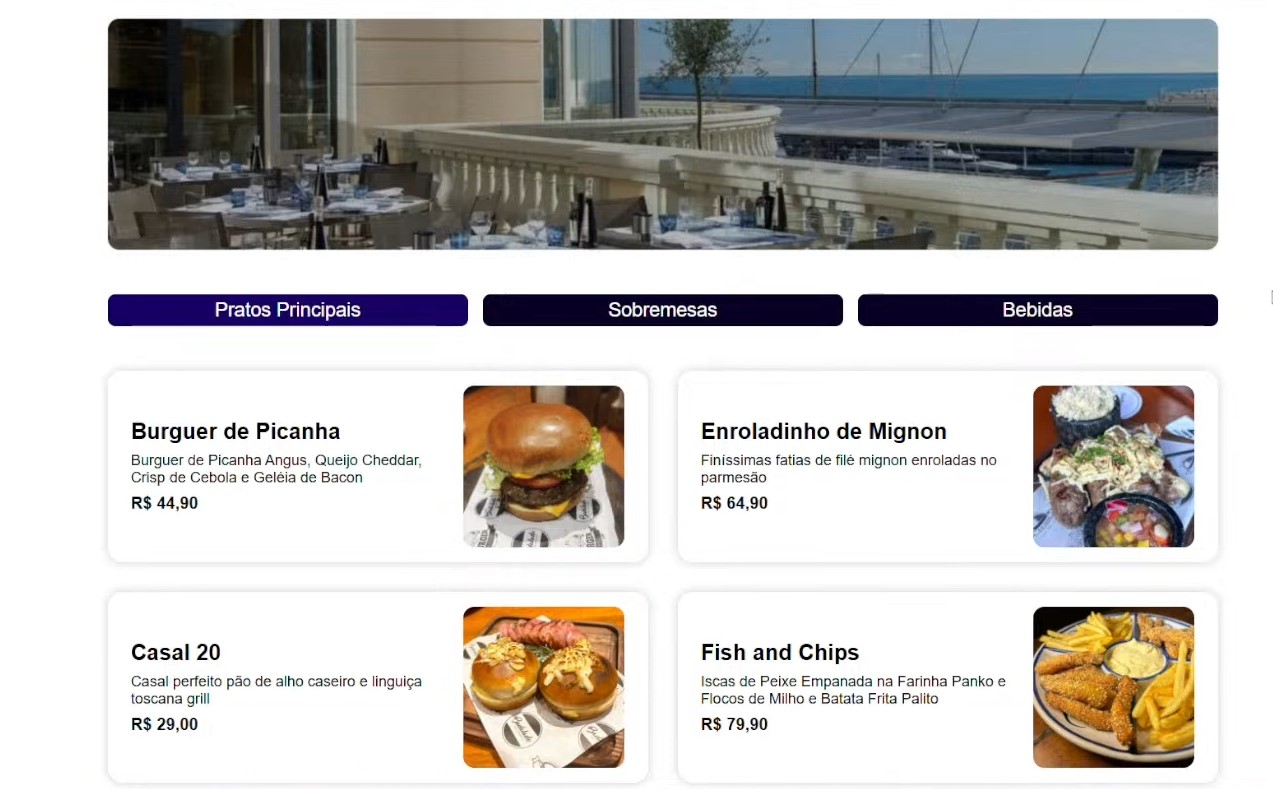 Pratos Principais
Sobremesas
Bebidas
Burguer de Picanha
Burguer de Picanha Angus, Queijo Cheddar,
Crisp de Cebola e Geléia de Bacon
R$ 44,90
Enroladinho de Mignon
Finíssimas fatias de filé mignon enroladas no
parmesão
R$ 64,90
Casal 20
Casal perfeito pão de alho caseiro e linguiça
toscana grill
R$ 29,00
Fish and Chips
Iscas de Peixe Empanada na Farinha Panko e
Flocos de Milho e Batata Frita Palito
R$ 79,90